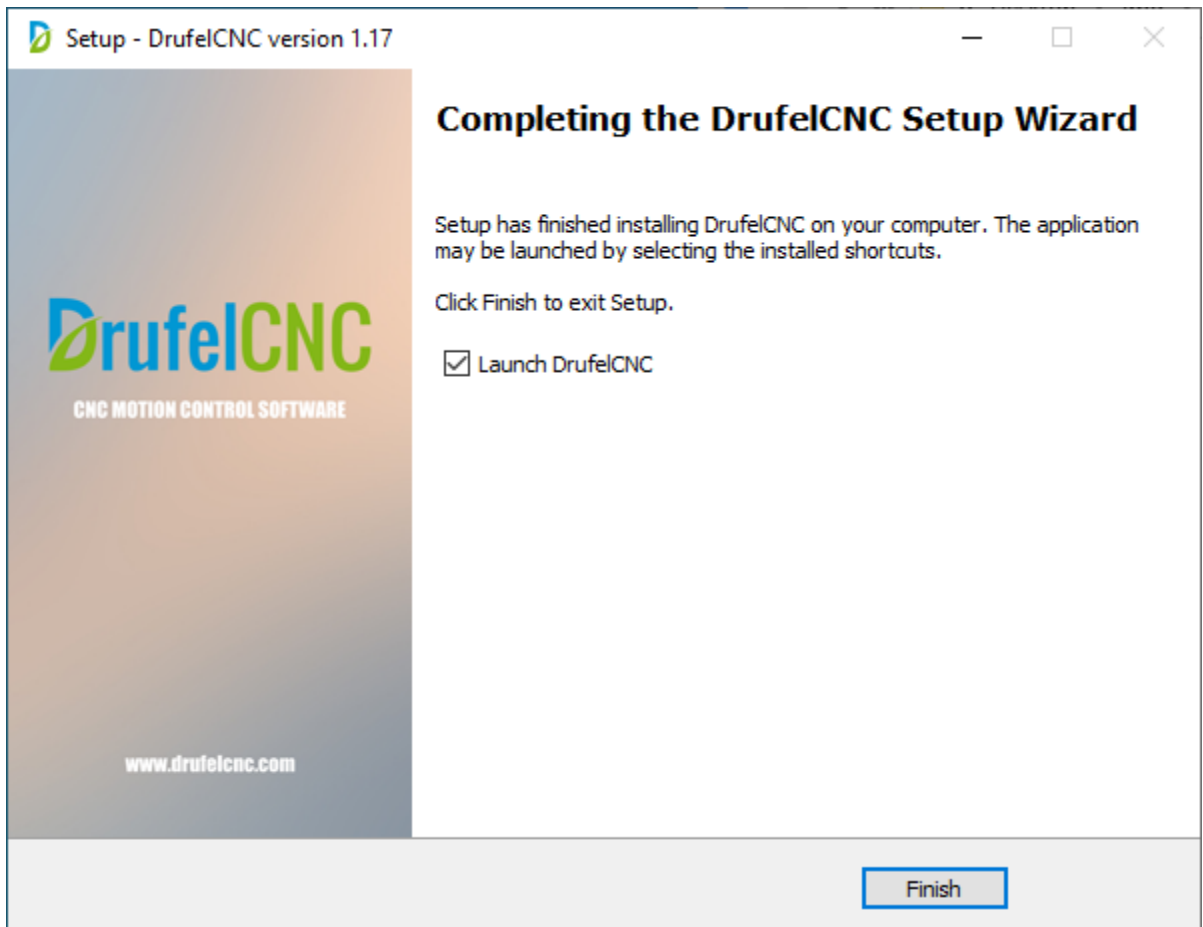 Setup - DrufelCNC version 1.17
Completing the DrufelCNC Setup Wizard
Setup has finished installing DrufelCNC on your computer. The application
may be launched by selecting the installed shortcuts.
Click Finish to exit Setup.
Launch DrufelCNC
DrufelCNC
CNC MOTION CONTROL SOFTWARE
www.drufelcnc.com
Finish